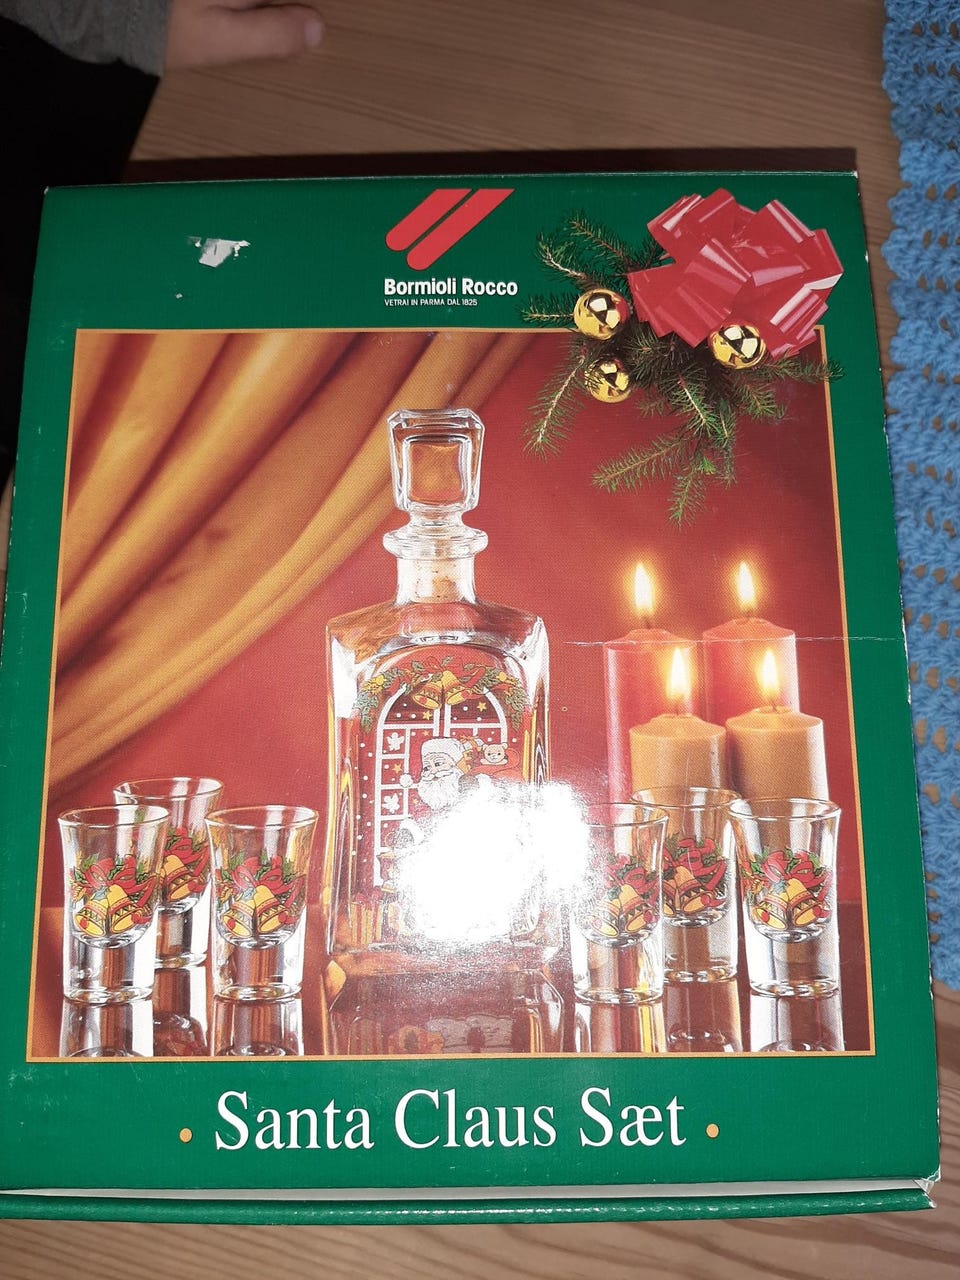 Bormioli Rocco
VETRAI IN PARMA DAL 1825
• Santa Claus Sæt •